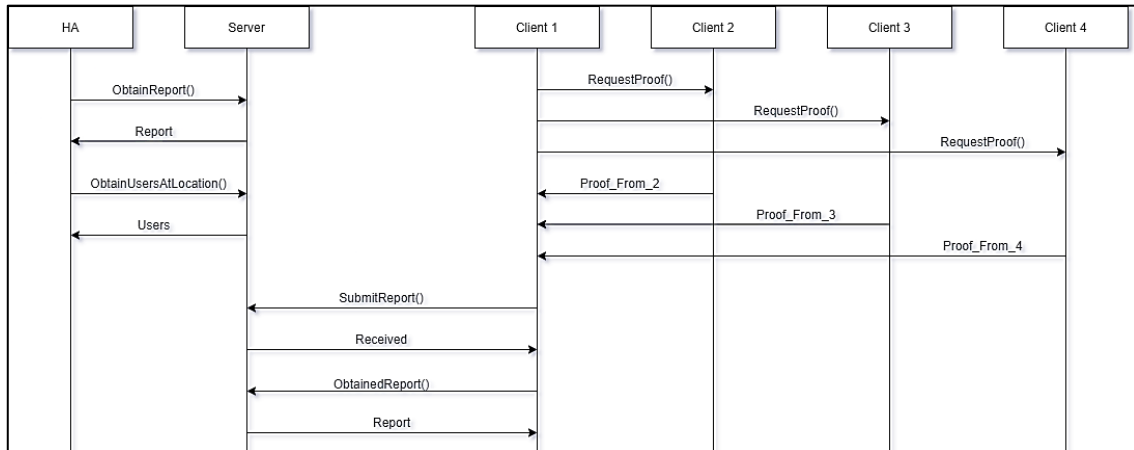 HA
Server
Client 1
Client 2
Client 3
Client 4
RequestProof()
ObtainReport()
RequestProof()
Report
RequestProof()
ObtainUsersAtLocation()
Proof_From_2
Proof_From_3
Users
Proof_From_4
SubmitReport()
Received
ObtainedReport()
Report